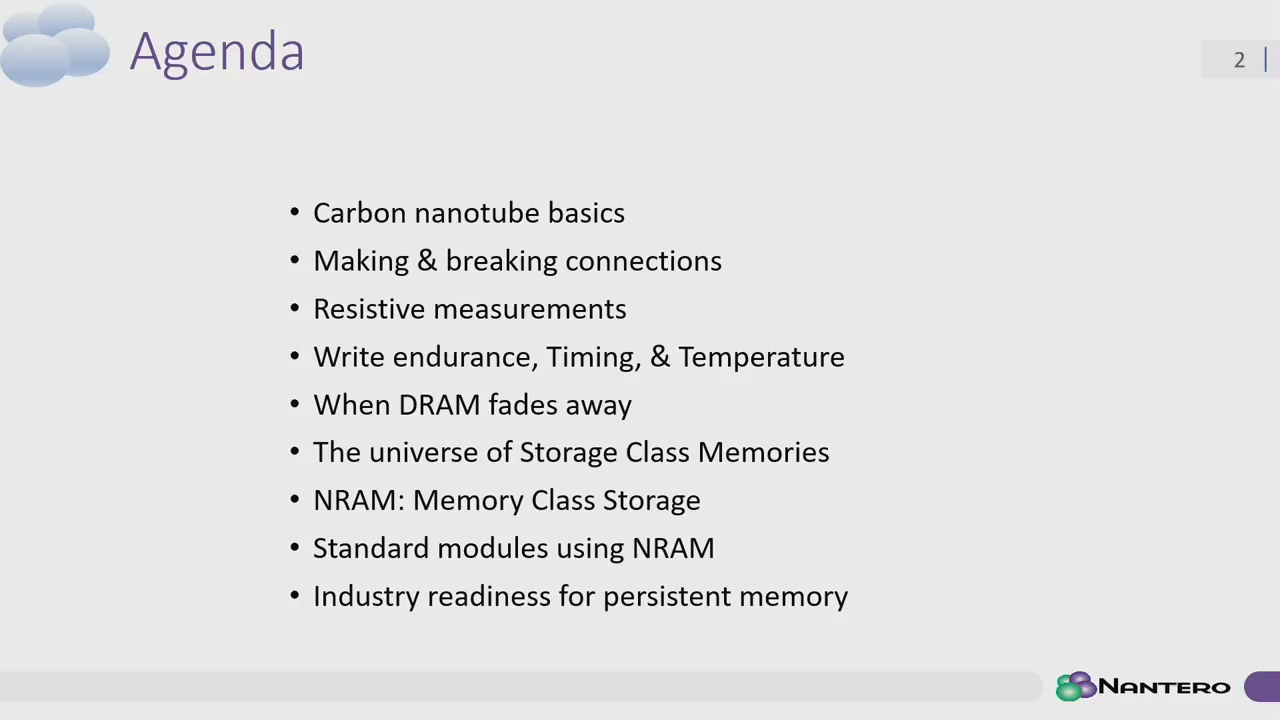 Agenda
2
• Carbon nanotube basics
• Making & breaking connections
• Resistive measurements
• Write endurance, Timing, & Temperature
• When DRAM fades away
• The universe of Storage Class Memories
• NRAM: Memory Class Storage
• Standard modules using NRAM
• Industry readiness for persistent memory
NANTERO